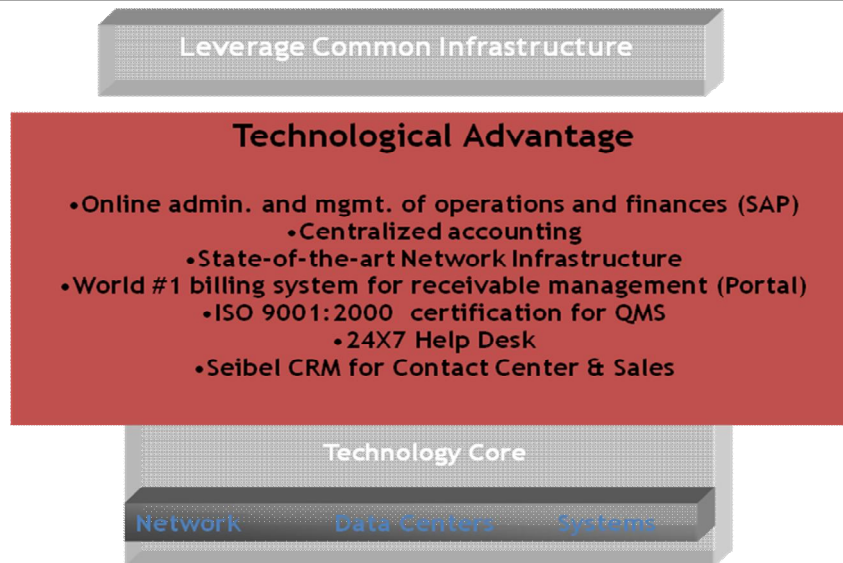 Leverage Common Infrastructure
Technological Advantage
•Online admin. and mgmt. of operations and finances (SAP)
•Centralized accounting
•State-of-the-art Network Infrastructure
•World #1 billing system for receivable management (Portal)
•ISO 9001:2000 certification for QMS
•24X7 Help Desk
•Seibel CRM for Contact Center & Sales
Technology Core
Network Data Centers Systems